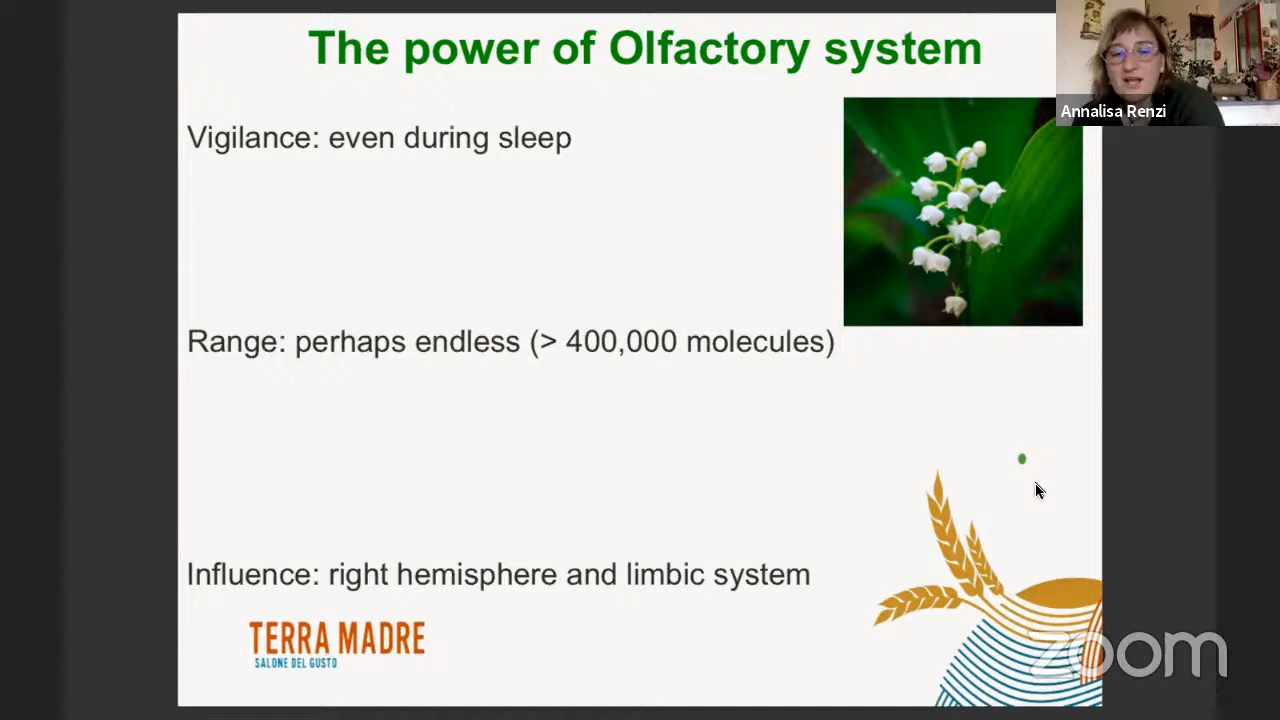 The power of Olfactory system
Annalisa Renzi
Vigilance: even during sleep
Range: perhaps endless (> 400,000 molecules)
Influence: right hemisphere and limbic system
TERRA MADRE
SALONE DEL GUSTO
zoom